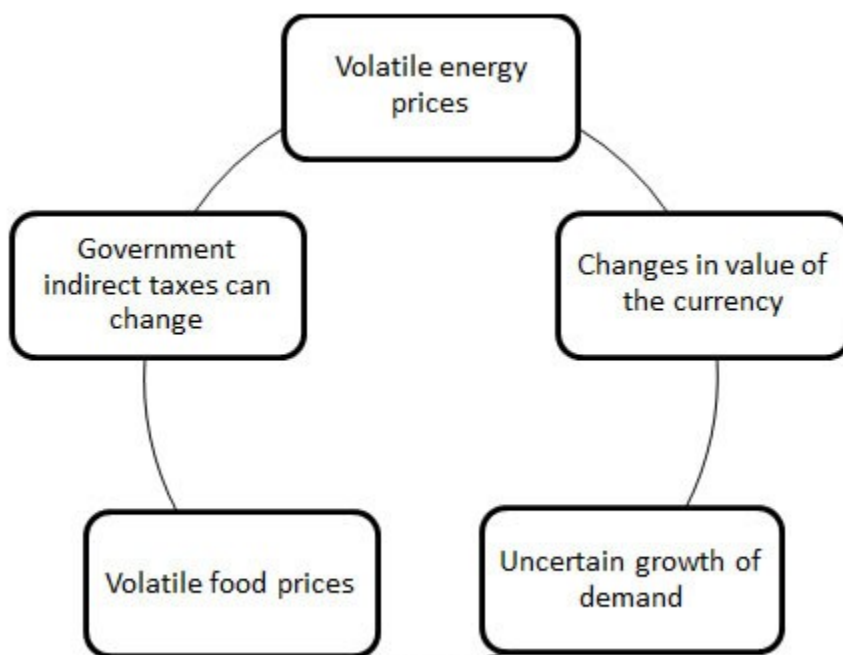 Volatile energy
prices
Government
indirect taxes can
change
Changes in value of
the currency
Volatile food prices
Uncertain growth of
demand